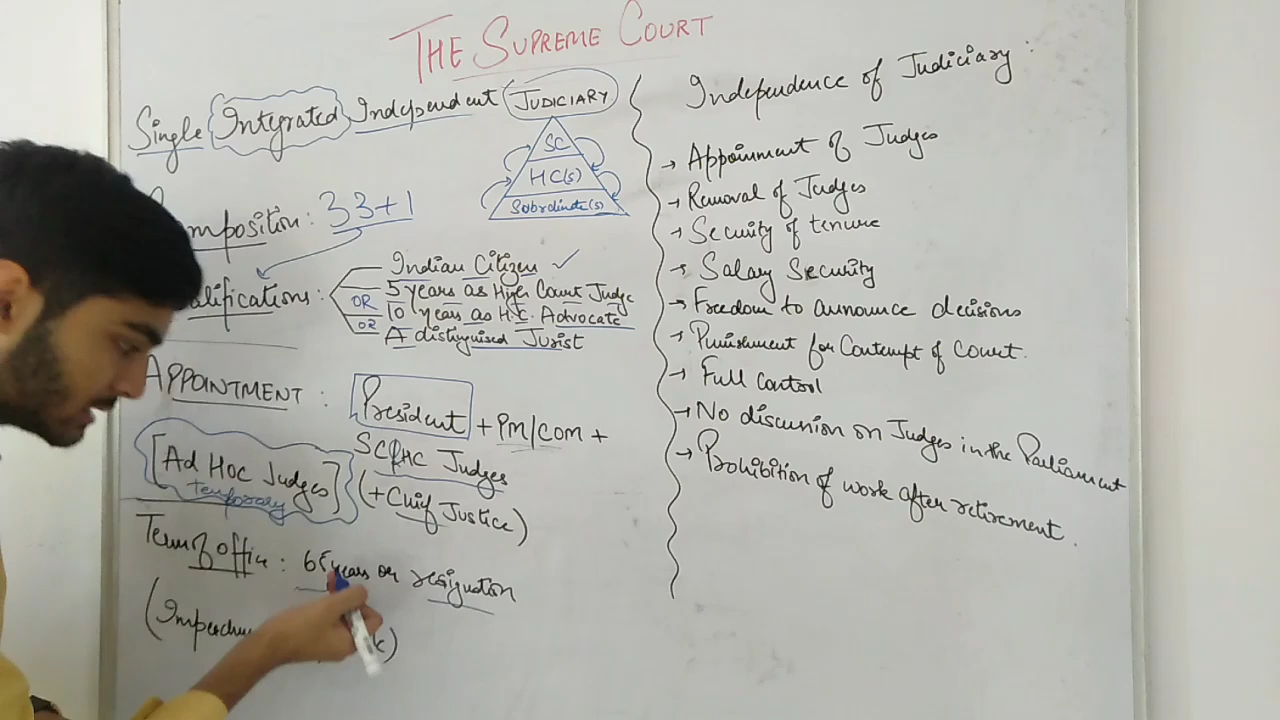 THE SUPREME COURT
Single Integrated Independent JUDICIARY
SC
HC(s)
Subordinate(s)
mposition: 33+1
alifications:
Indian Citizen ✓
5 years as High Court Judge
OR
10 years as H.C. Advocate
OR
A distinguised Jurist
APPOINTMENT : President + PM/COM +
SC/HC Judges
(+ Chief Justice)
[Ad Hoc Judges]
temporary
Term of office : 65 years or resignation
Independence of Judiciary :
→ Appoinment of Judges
→ Removal of Judges
→ Security of tenure
→ Salary Security
→ Freedom to announce decisions
→ Punishment for Contempt of Court.
→ Full Control
→ No discussion on Judges in the Parliament
→ Prohibition of work after retirement.